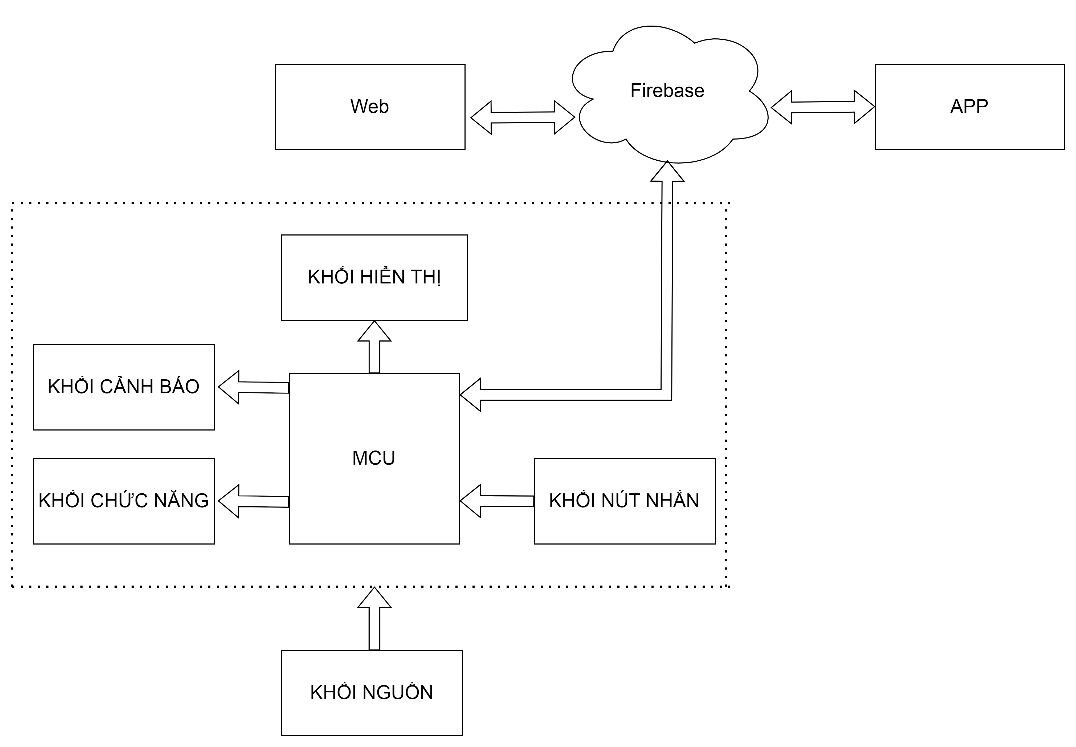 Firebase
Web
APP
KHỐI HIỂN THỊ
KHỐI CẢNH BÁO
MCU
KHỐI CHỨC NĂNG
KHỐI NÚT NHẤN
KHỐI NGUỒN